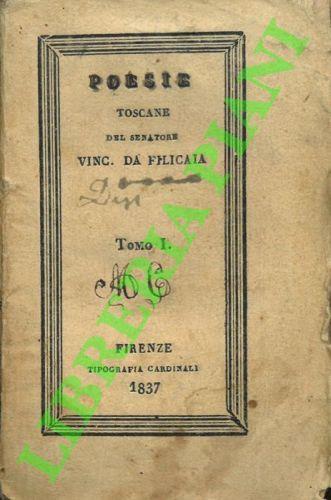 POESIE
TOSCANE
DEL SENATORE
VINC. DA FILICAIA
TOMO I.
FIRENZE
TIPOGRAFIA CARDINALI
1837
LIBRERIA PIANI